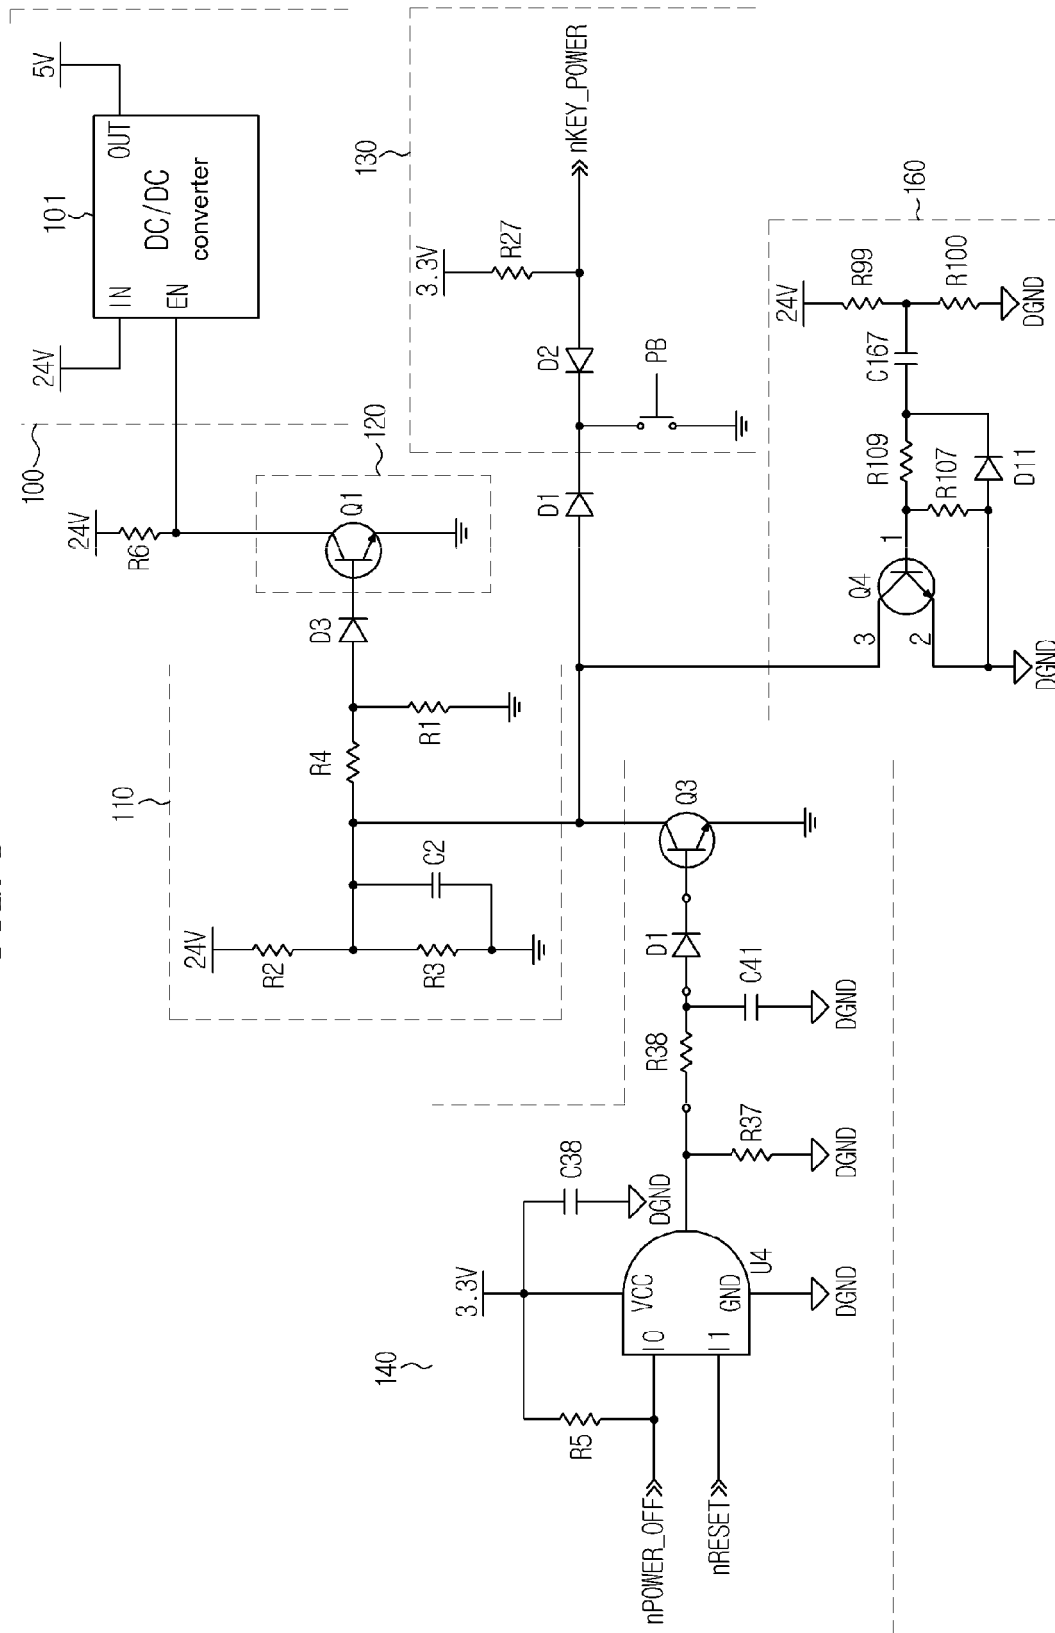 100
5V
101
OUT
DC/DC
converter
IN
EN
24V
24V
R6
120
Q1
D3
110
R4
R1
24V
R2
R3
C2
130
nKEY_POWER
3.3V
R27
D2
PB
D1
160
24V
R99
R100
DGND
C167
R109
R107
D11
1
Q4
3
2
DGND
140
3.3V
C38
DGND
R5
VCC
I0
I1
GND
U4
DGND
nPOWER_OFF
nRESET
R37
DGND
R38
C41
DGND
D1
Q3